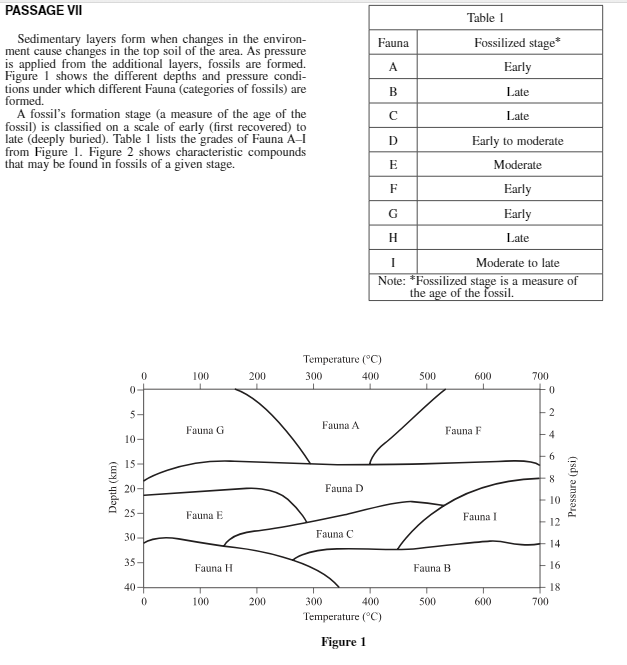 PASSAGE VII
Sedimentary layers form when changes in the environ-
ment cause changes in the top soil of the area. As pressure
is applied from the additional layers, fossils are formed.
Figure 1 shows the different depths and pressure condi-
tions under which different Fauna (categories of fossils) are
formed.
A fossil's formation stage (a measure of the age of the
fossil) is classified on a scale of early (first recovered) to
late (deeply buried). Table 1 lists the grades of Fauna A–I
from Figure 1. Figure 2 shows characteristic compounds
that may be found in fossils of a given stage.
Table 1
Fauna Fossilized stage*
A Early
B Late
C Late
D Early to moderate
E Moderate
F Early
G Early
H Late
I Moderate to late
Note: *Fossilized stage is a measure of
the age of the fossil.
Temperature (°C)
0 100 200 300 400 500 600 700
Depth (km)
0
5
10
15
20
25
30
35
40
Fauna G
Fauna A
Fauna F
Fauna D
Fauna E
Fauna I
Fauna C
Fauna H
Fauna B
0
2
4
6
8
10
12
14
16
18
Pressure (psi)
0 100 200 300 400 500 600 700
Temperature (°C)
Figure 1